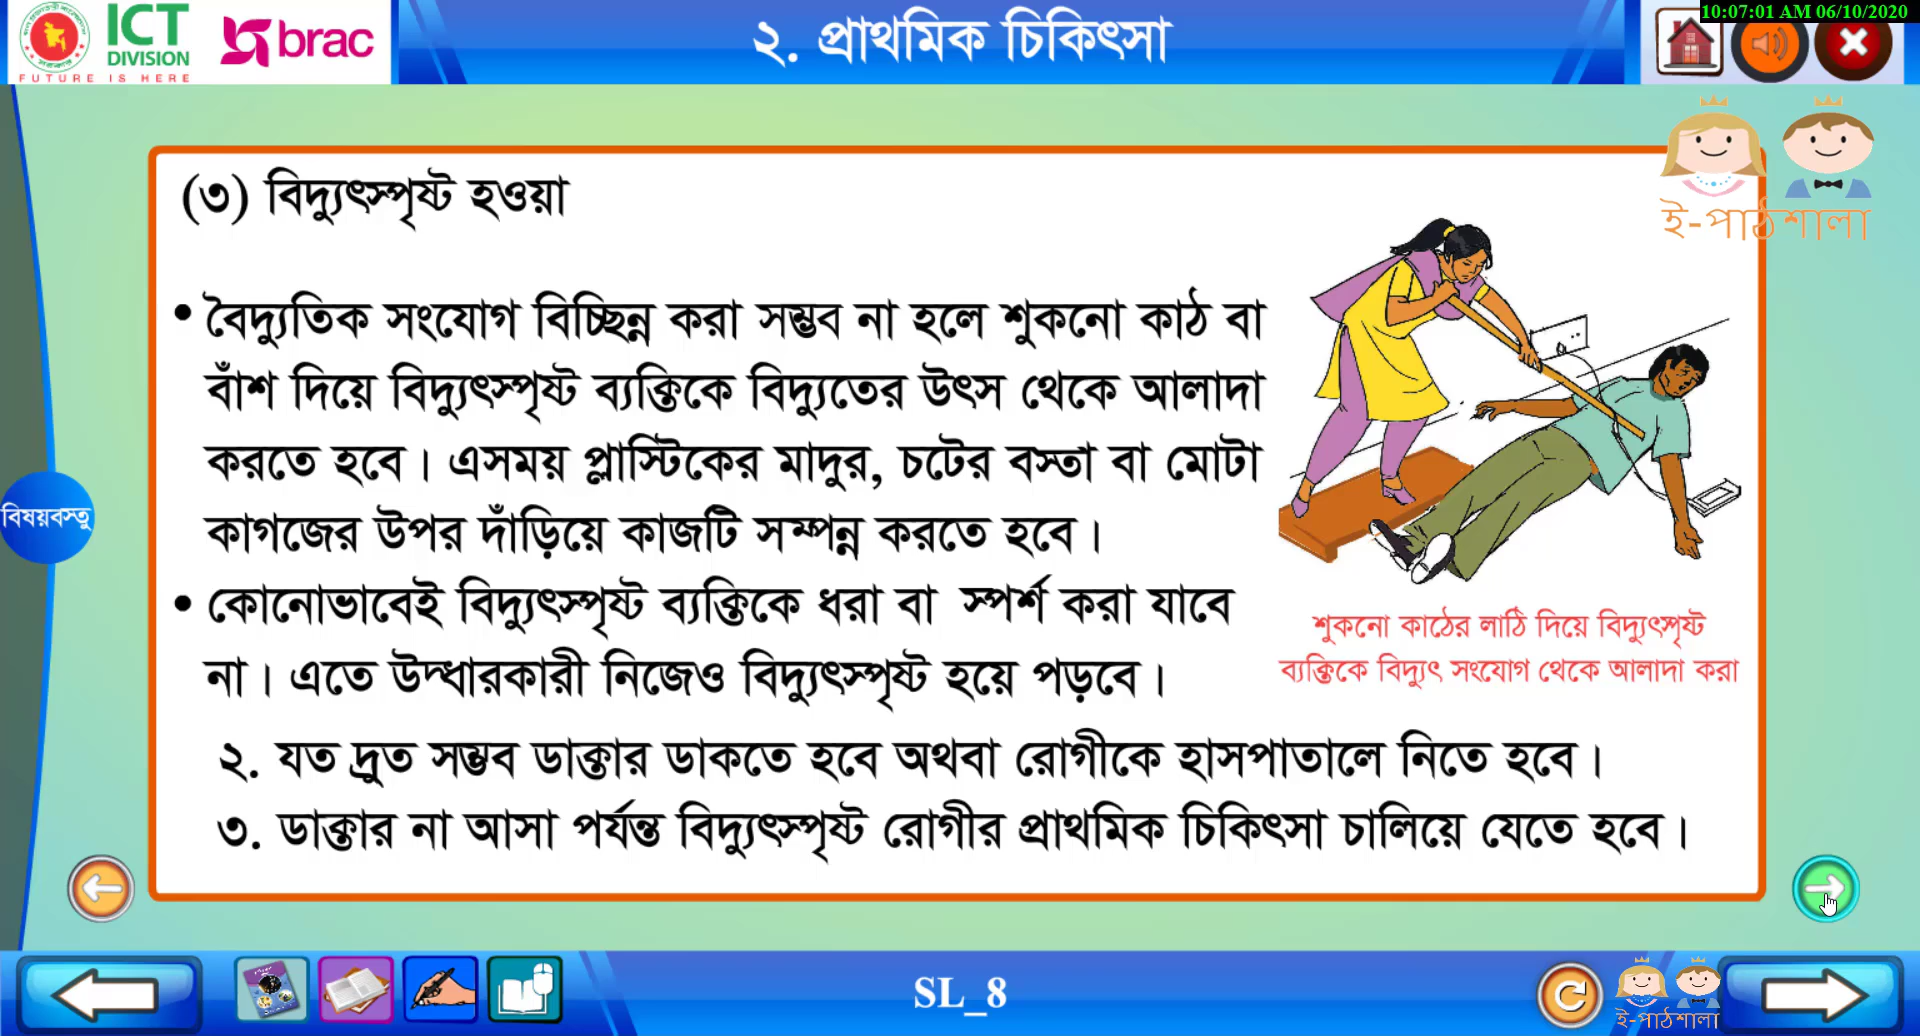 10:07:01 AM 06/10/2020
ICT
DIVISION
FUTURE IS HERE
brac
২. প্রাথমিক চিকিৎসা
ই-পাঠশালা
(৩) বিদ্যুৎস্পৃষ্ট হওয়া
• বৈদ্যুতিক সংযোগ বিচ্ছিন্ন করা সম্ভব না হলে শুকনো কাঠ বা
বাঁশ দিয়ে বিদ্যুৎস্পৃষ্ট ব্যক্তিকে বিদ্যুতের উৎস থেকে আলাদা
করতে হবে। এসময় প্লাস্টিকের মাদুর, চটের বস্তা বা মোটা
কাগজের উপর দাঁড়িয়ে কাজটি সম্পন্ন করতে হবে।
• কোনোভাবেই বিদ্যুৎস্পৃষ্ট ব্যক্তিকে ধরা বা স্পর্শ করা যাবে
না। এতে উদ্ধারকারী নিজেও বিদ্যুৎস্পৃষ্ট হয়ে পড়বে।
শুকনো কাঠের লাঠি দিয়ে বিদ্যুৎস্পৃষ্ট
ব্যক্তিকে বিদ্যুৎ সংযোগ থেকে আলাদা করা
২. যত দ্রুত সম্ভব ডাক্তার ডাকতে হবে অথবা রোগীকে হাসপাতালে নিতে হবে।
৩. ডাক্তার না আসা পর্যন্ত বিদ্যুৎস্পৃষ্ট রোগীর প্রাথমিক চিকিৎসা চালিয়ে যেতে হবে।
বিষয়বস্তু
SL_8
ই-পাঠশালা